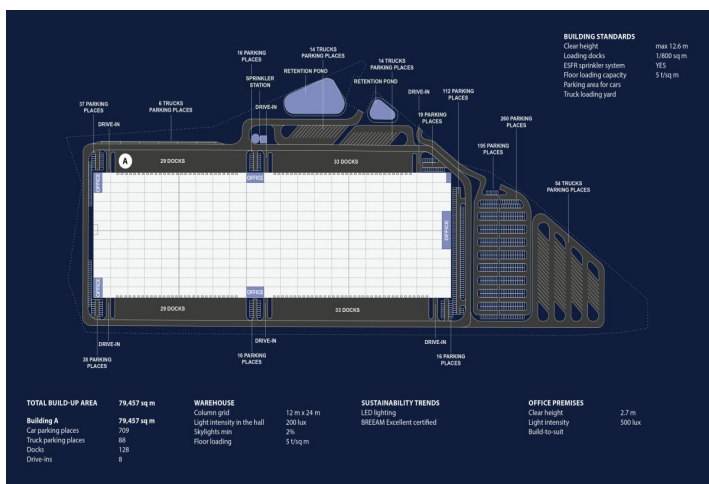 BUILDING STANDARDS
Clear height max 12.6 m
Loading docks 1/800 sq m
ESFR sprinkler system YES
Floor loading capacity 5 t/sq m
Parking area for cars
Truck loading yard
14 TRUCKS
PARKING PLACES
16 PARKING
PLACES
14 TRUCKS
PARKING PLACES
RETENTION POND
SPRINKLER
STATION
RETENTION POND
DRIVE-IN
112 PARKING
PLACES
37 PARKING
PLACES
6 TRUCKS
PARKING PLACES
DRIVE-IN
19 PARKING
PLACES
260 PARKING
PLACES
DRIVE-IN
195 PARKING
PLACES
A
29 DOCKS
33 DOCKS
OFFICE
OFFICE
54 TRUCKS
PARKING PLACES
OFFICE
OFFICE
OFFICE
29 DOCKS
33 DOCKS
DRIVE-IN
DRIVE-IN
DRIVE-IN
38 PARKING
PLACES
16 PARKING
PLACES
16 PARKING
PLACES
TOTAL BUILD-UP AREA 79,457 sq m
Building A 79,457 sq m
Car parking places 709
Truck parking places 88
Docks 128
Drive-ins 8
WAREHOUSE
Column grid 12 m x 24 m
Light intensity in the hall 200 lux
Skylights min 2%
Floor loading 5 t/sq m
SUSTAINABILITY TRENDS
LED lighting
BREEAM Excellent certified
OFFICE PREMISES
Clear height 2.7 m
Light intensity 500 lux
Build-to-suit